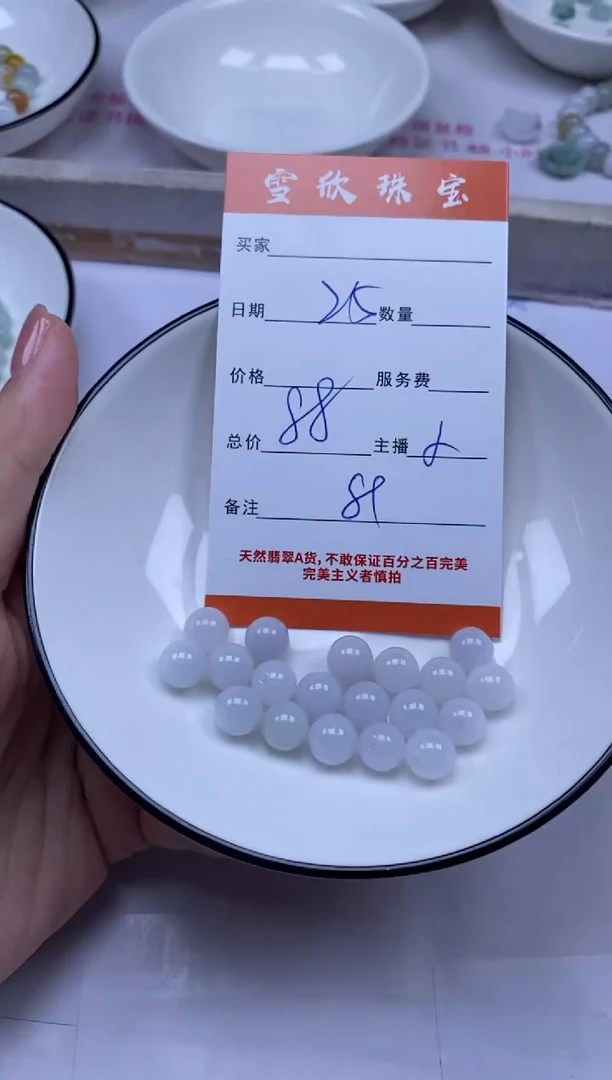 雪欣珠宝
买家
日期 25 数量
价格 服务费
总价 88 主播
备注 89
天然翡翠A货，不敢保证百分之百完美
完美主义者慎拍